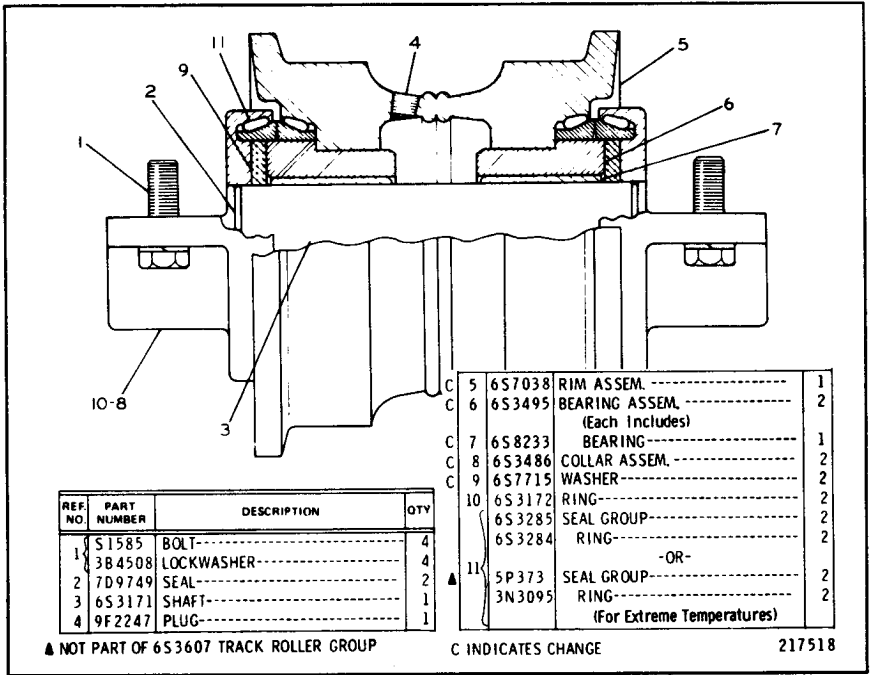 11
4
5
9
2
6
7
1
10-8
3
C 5 6S7038 RIM ASSEM. 1
C 6 6S3495 BEARING ASSEM. 2
(Each Includes)
C 7 6S8233 BEARING 1
C 8 6S3486 COLLAR ASSEM. 2
C 9 6S7715 WASHER 2
10 6S3172 RING 2
11 6S3285 SEAL GROUP 2
6S3284 RING 2
-OR-
▲ 5P373 SEAL GROUP 2
3N3095 RING 2
(For Extreme Temperatures)
REF. NO. PART NUMBER DESCRIPTION QTY
1 S1585 BOLT 4
3B4508 LOCKWASHER 4
2 7D9749 SEAL 2
3 6S3171 SHAFT 1
4 9F2247 PLUG 1
▲ NOT PART OF 6S3607 TRACK ROLLER GROUP
C INDICATES CHANGE
217518